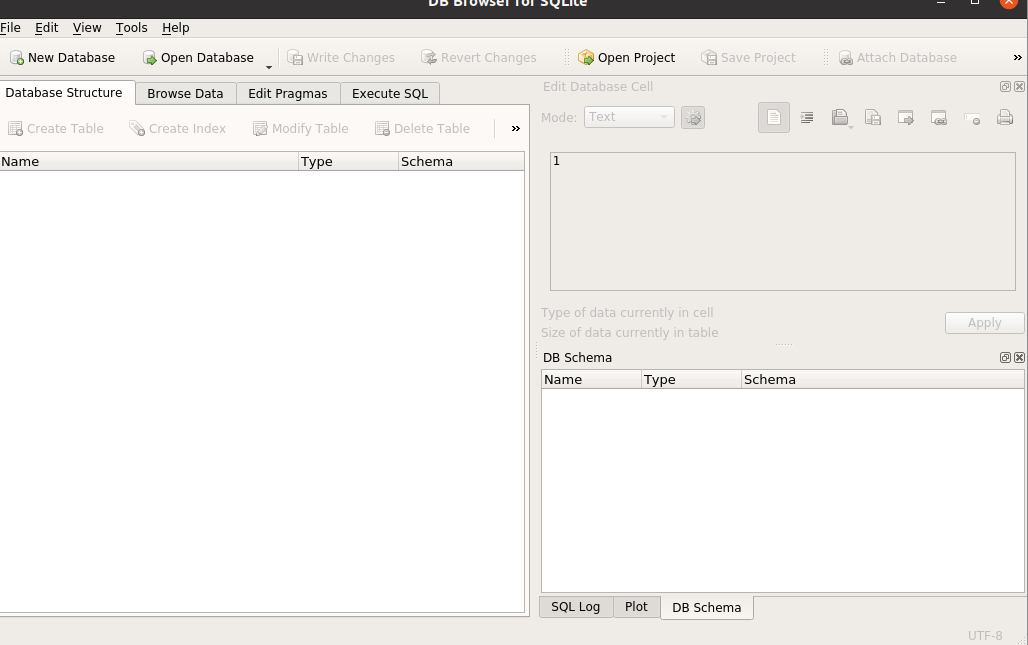 DB Browser for SQLite
File Edit View Tools Help
New Database Open Database Write Changes Revert Changes Open Project Save Project Attach Database »
Database Structure Browse Data Edit Pragmas Execute SQL
Create Table Create Index Modify Table Delete Table »
Name Type Schema
Edit Database Cell
Mode: Text
1
Type of data currently in cell
Size of data currently in table
Apply
DB Schema
Name Type Schema
SQL Log Plot DB Schema
UTF-8